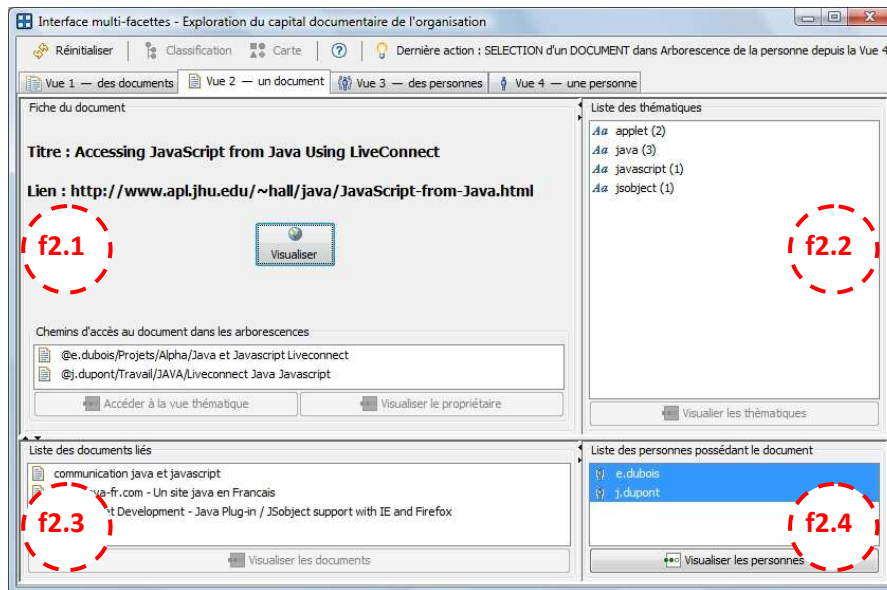 Interface multi-facettes - Exploration du capital documentaire de l'organisation
Réinitialiser Classification Carte Dernière action : SELECTION d'un DOCUMENT dans Arborescence de la personne depuis la Vue 4
Vue 1 — des documents Vue 2 — un document Vue 3 — des personnes Vue 4 — une personne
Fiche du document
Titre : Accessing JavaScript from Java Using LiveConnect
Lien : http://www.apl.jhu.edu/~hall/java/JavaScript-from-Java.html
f2.1
Visualiser
Chemins d'accès au document dans les arborescences
@e.dubois/Projets/Alpha/Java et Javascript Liveconnect
@j.dupont/Travail/JAVA/Liveconnect Java Javascript
Accéder à la vue thématique Visualiser le propriétaire
Liste des thématiques
Aa applet (2)
Aa java (3)
Aa javascript (1)
Aa jsobject (1)
f2.2
Visualier les thèmatiques
Liste des documents liés
communication java et javascript
va-fr.com - Un site java en Francais
et Development - Java Plug-in / JSobject support with IE and Firefox
f2.3
Visualiser les documents
Liste des personnes possédant le document
e.dubois
j.dupont
f2.4
Visualiser les personnes